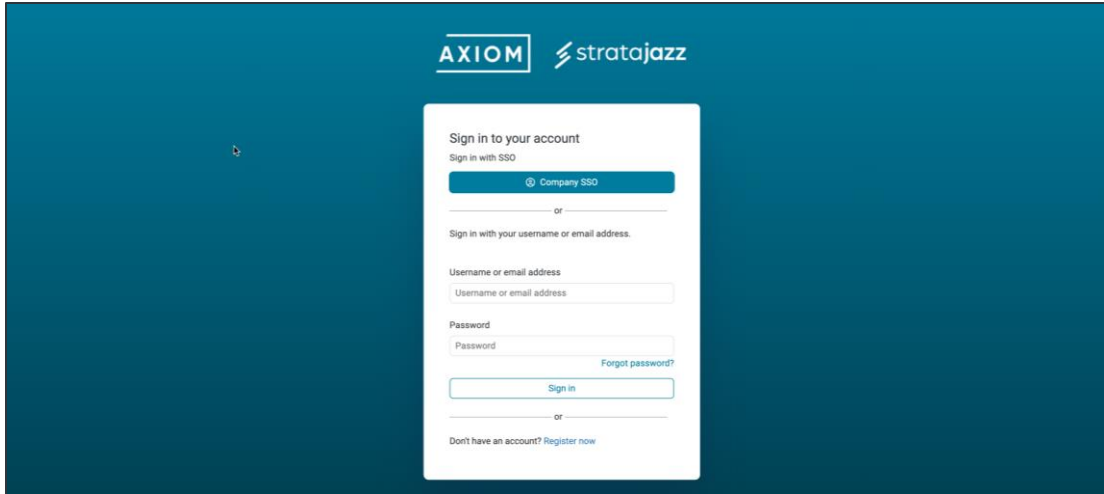 AXIOM stratajazz
Sign in to your account
Sign in with SSO
Company SSO
or
Sign in with your username or email address.
Username or email address
Username or email address
Password
Password
Forgot password?
Sign in
or
Don't have an account? Register now